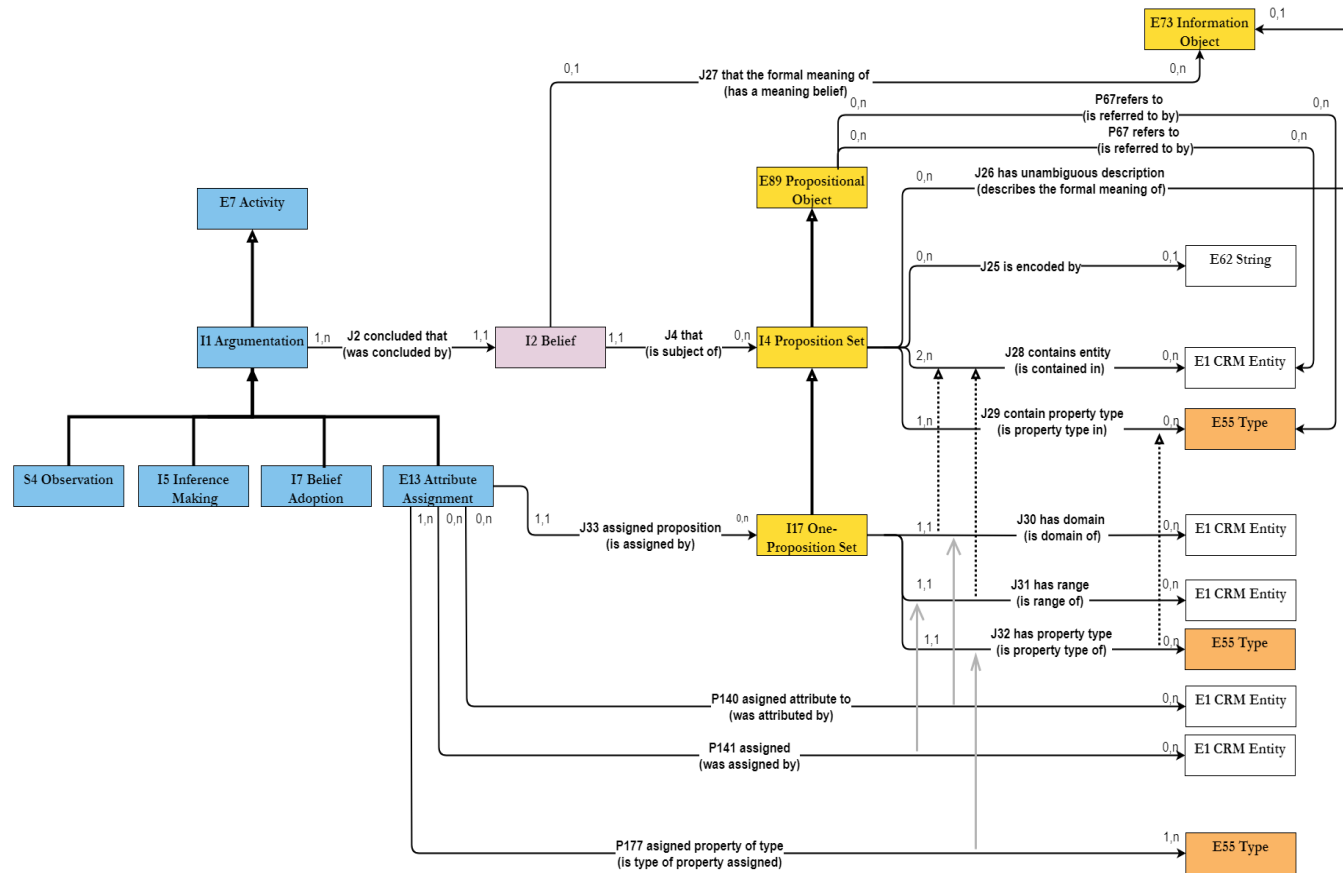 E73 Information
Object
0,1
0,1
J27 that the formal meaning of
(has a meaning belief)
0,n
0,n
P67refers to
(is referred to by)
0,n
0,n
P67 refers to
(is referred to by)
0,n
E89 Propositional
Object
0,n
J26 has unambiguous description
(describes the formal meaning of)
E7 Activity
0,n
J25 is encoded by
0,1
E62 String
I1 Argumentation
1,n
J2 concluded that
(was concluded by)
1,1
I2 Belief
1,1
J4 that
(is subject of)
0,n
I4 Proposition Set
2,n
J28 contains entity
(is contained in)
0,n
E1 CRM Entity
1,n
J29 contain property type
(is property type in)
0,n
E55 Type
S4 Observation
I5 Inference
Making
I7 Belief
Adoption
E13 Attribute
Assignment
1,n
0,n
0,n
1,1
J33 assigned proposition
(is assigned by)
0,n
I17 One-
Proposition Set
1,1
J30 has domain
(is domain of)
0,n
E1 CRM Entity
1,1
J31 has range
(is range of)
0,n
E1 CRM Entity
1,1
J32 has property type
(is property type of)
0,n
E55 Type
P140 asigned attribute to
(was attributed by)
0,n
E1 CRM Entity
P141 assigned
(was assigned by)
0,n
E1 CRM Entity
P177 asigned property of type
(is type of property assigned)
1,n
E55 Type